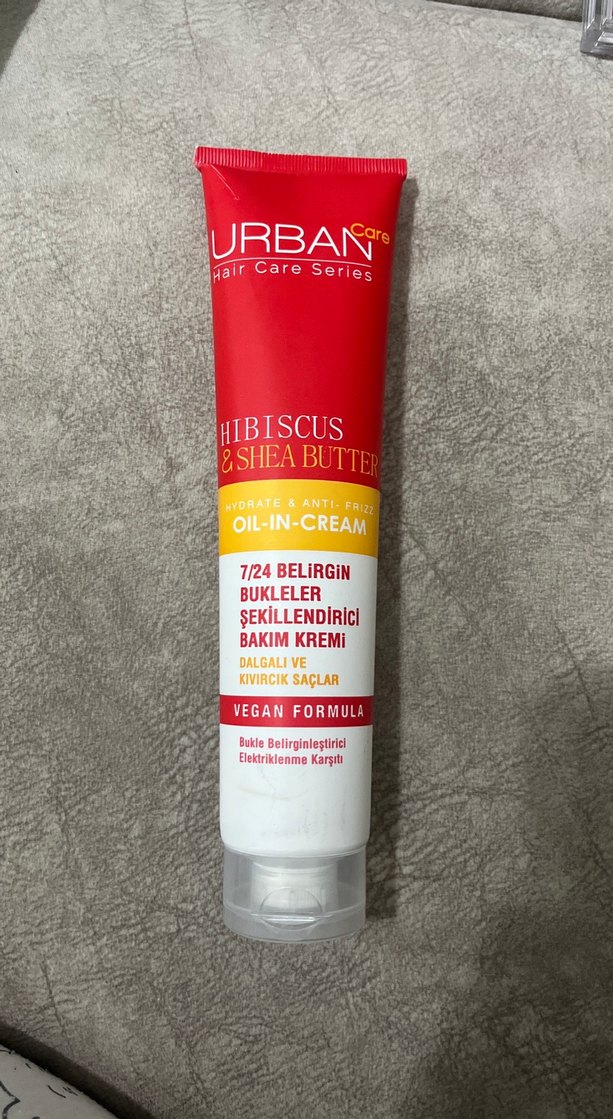 URBAN Care
Hair Care Series
HIBISCUS
& SHEA BUTTER
HYDRATE & ANTI- FRIZZ
OIL-IN-CREAM
7/24 BELİRGİN
BUKLELER
ŞEKİLLENDİRİCİ
BAKIM KREMİ
DALGALI VE
KIVIRCIK SAÇLAR
VEGAN FORMULA
Bukle Belirginleştirici
Elektriklenme Karşıtı